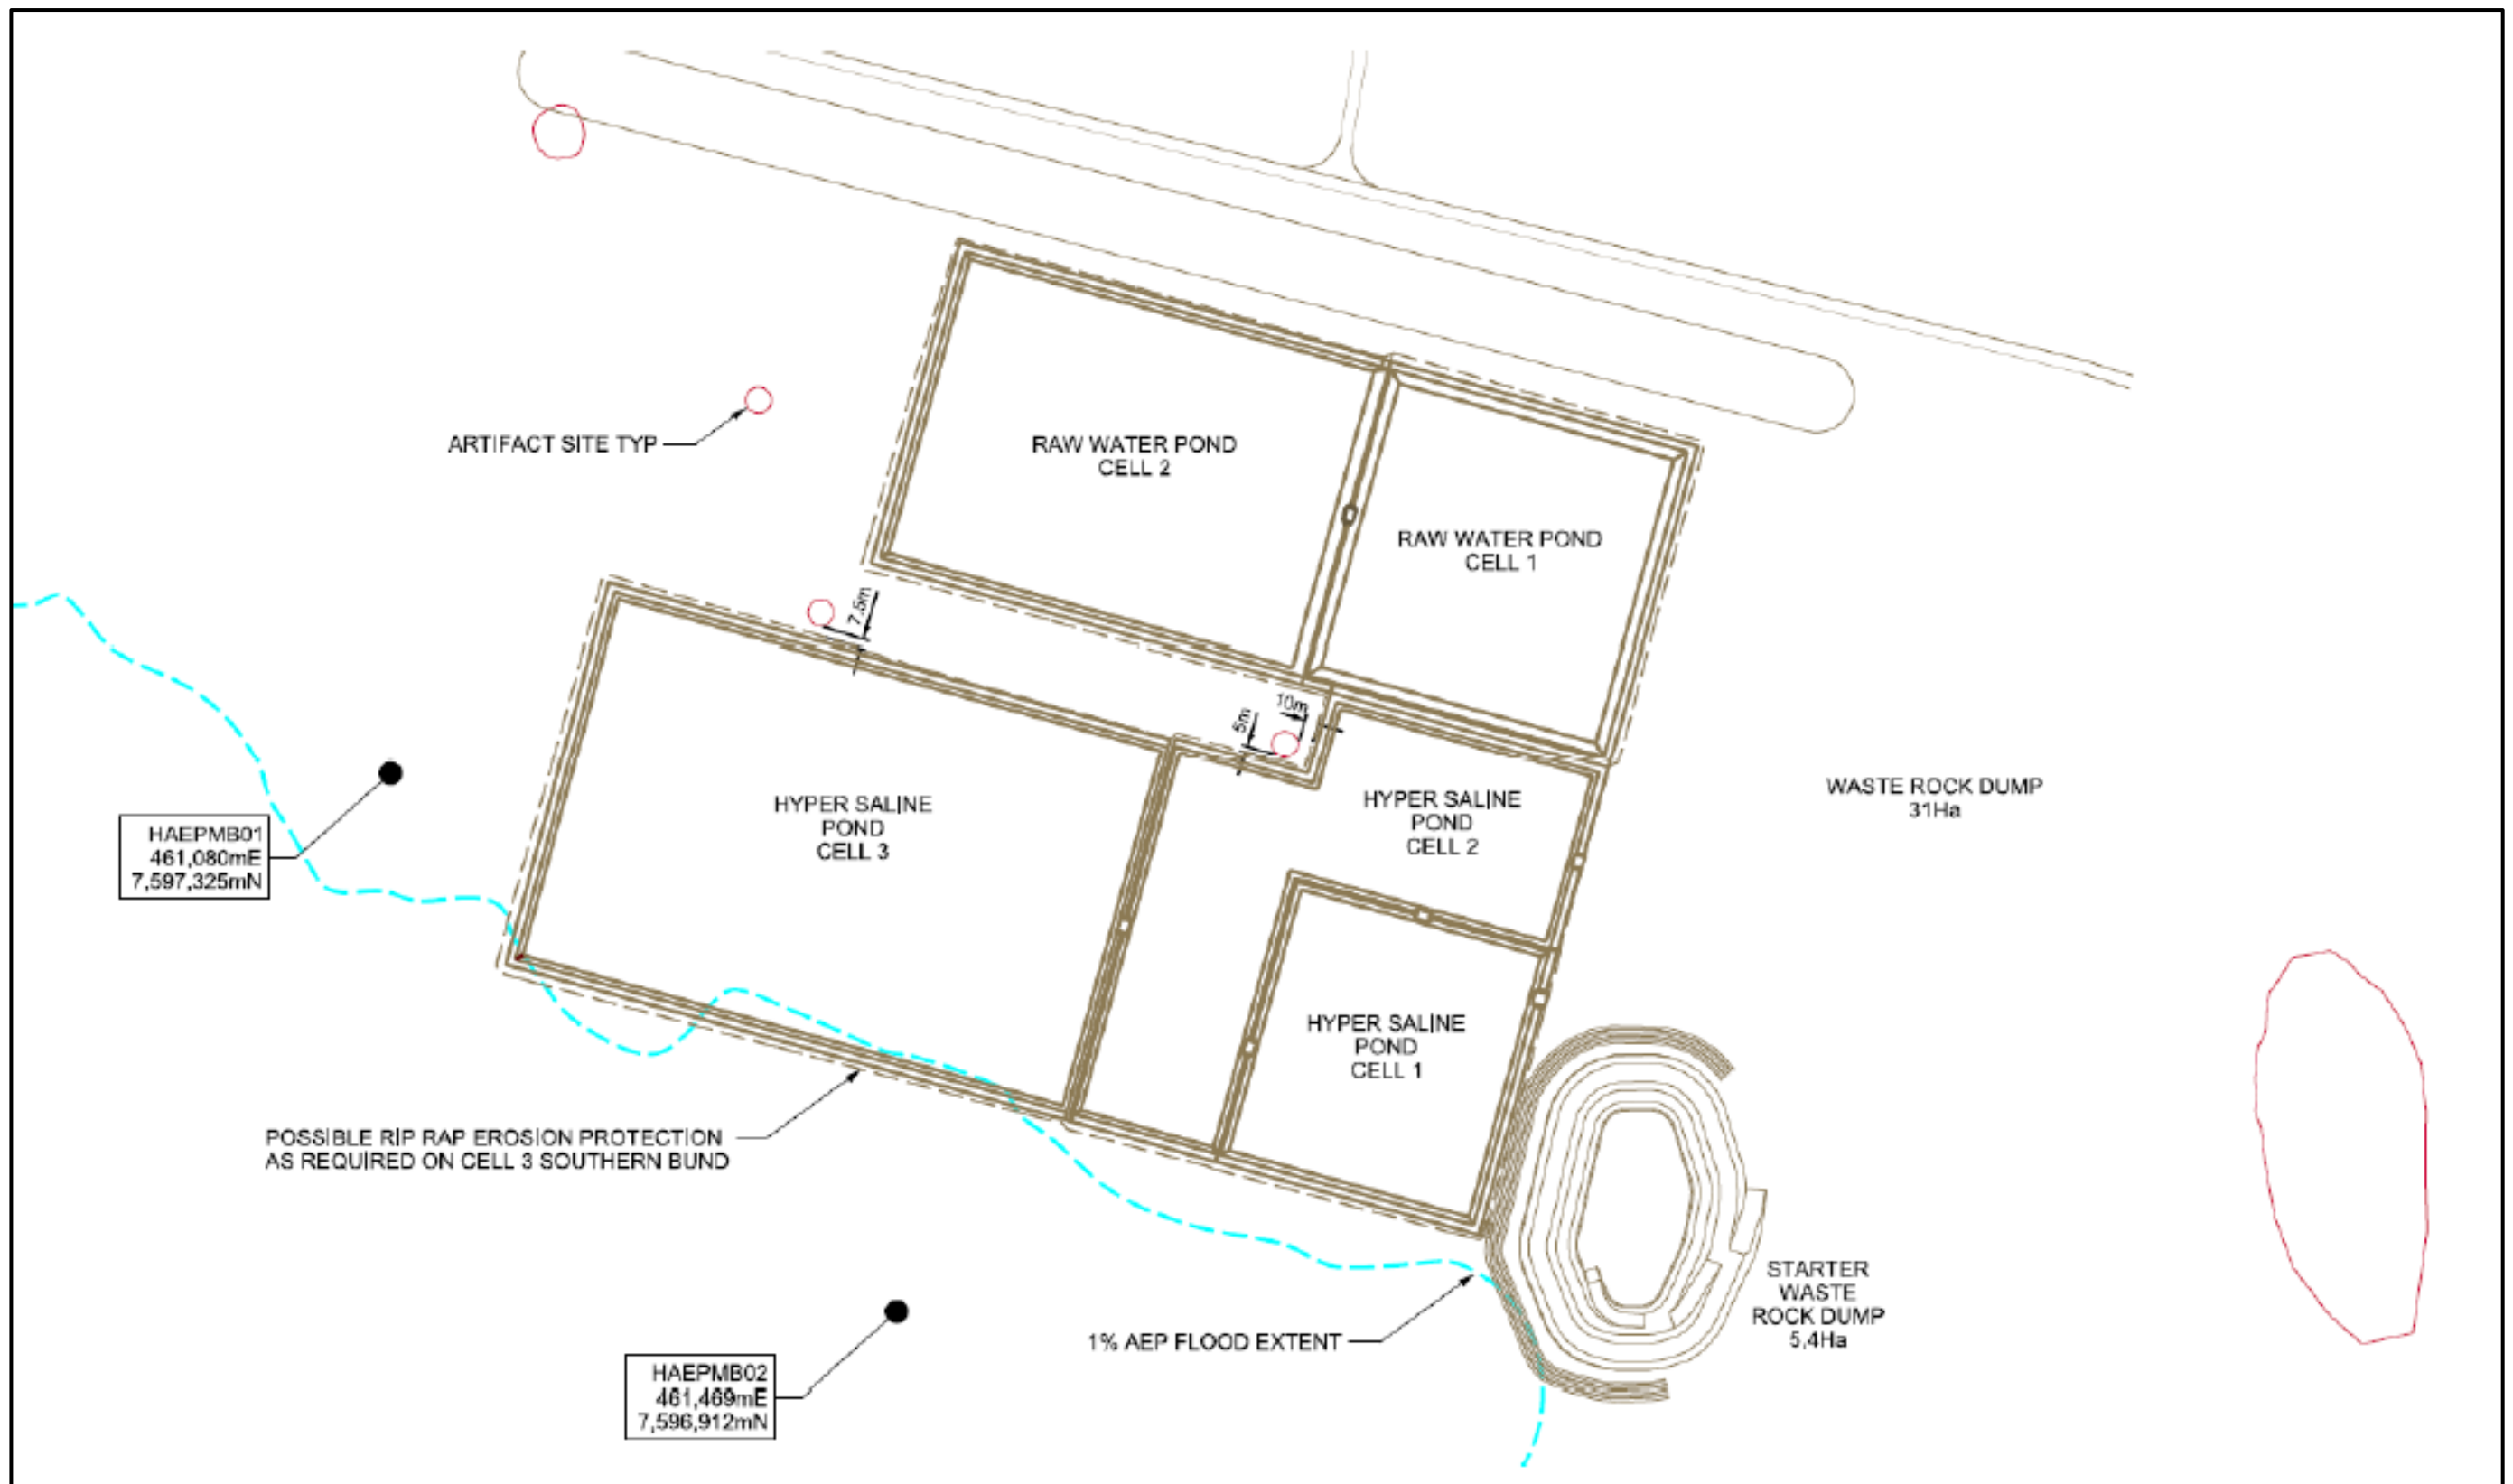 ARTIFACT SITE TYP
RAW WATER POND
CELL 2
RAW WATER POND
CELL 1
7.5m
10m
5m
HYPER SALINE
POND
CELL 3
HYPER SALINE
POND
CELL 2
WASTE ROCK DUMP
31Ha
HAEPMB01
461,080mE
7,597,325mN
HYPER SALINE
POND
CELL 1
POSSIBLE RIP RAP EROSION PROTECTION
AS REQUIRED ON CELL 3 SOUTHERN BUND
STARTER
WASTE
ROCK DUMP
5.4Ha
1% AEP FLOOD EXTENT
HAEPMB02
461,469mE
7,596,912mN